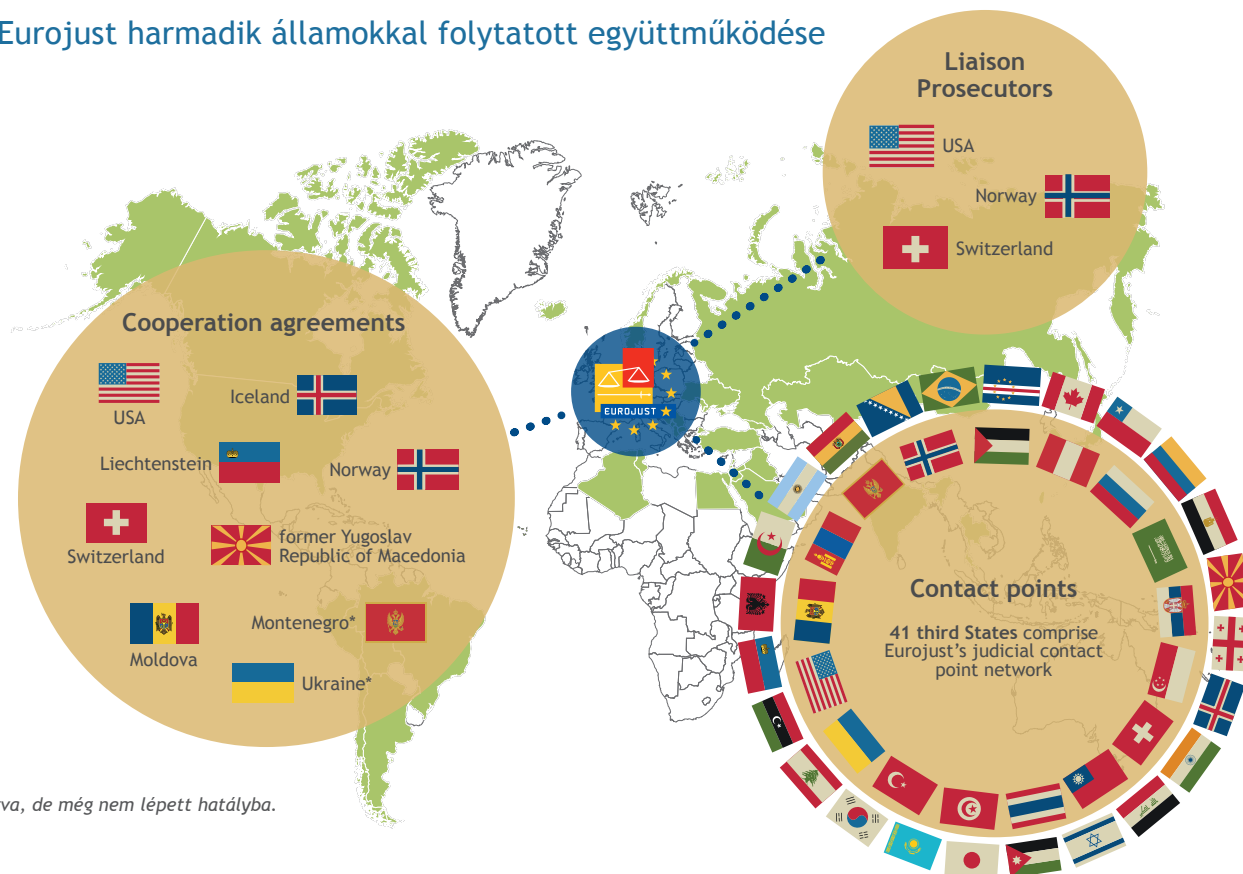 Eurojust harmadik államokkal folytatott együttműködése
Liaison
Prosecutors
USA
Norway
Switzerland
Cooperation agreements
USA
Iceland
Liechtenstein
Norway
Switzerland
former Yugoslav
Republic of Macedonia
Moldova
Montenegro*
Ukraine*
EUROJUST
Contact points
41 third States comprise
Eurojust's judicial contact
point network
va, de még nem lépett hatályba.